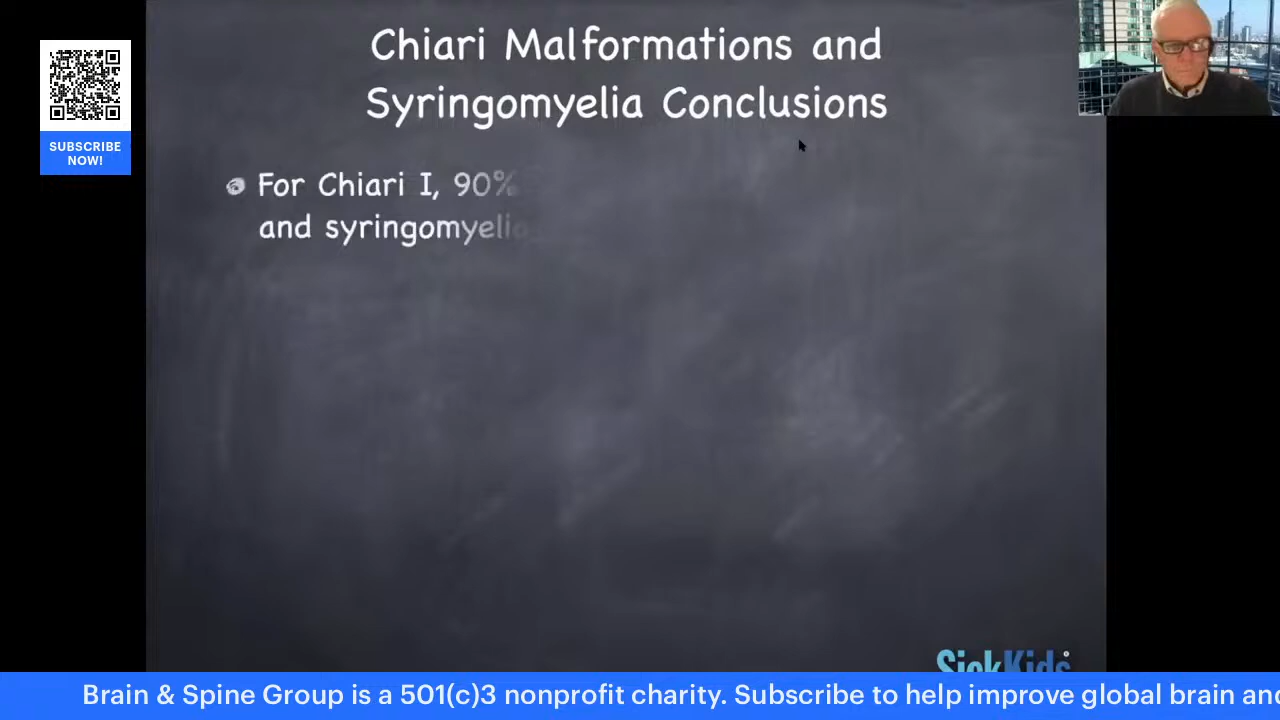 Chiari Malformations and
Syringomyelia Conclusions
For Chiari I, 90%
and syringomyelia
SUBSCRIBE
NOW!
SickKids
Brain & Spine Group is a 501(c)3 nonprofit charity. Subscribe to help improve global brain and